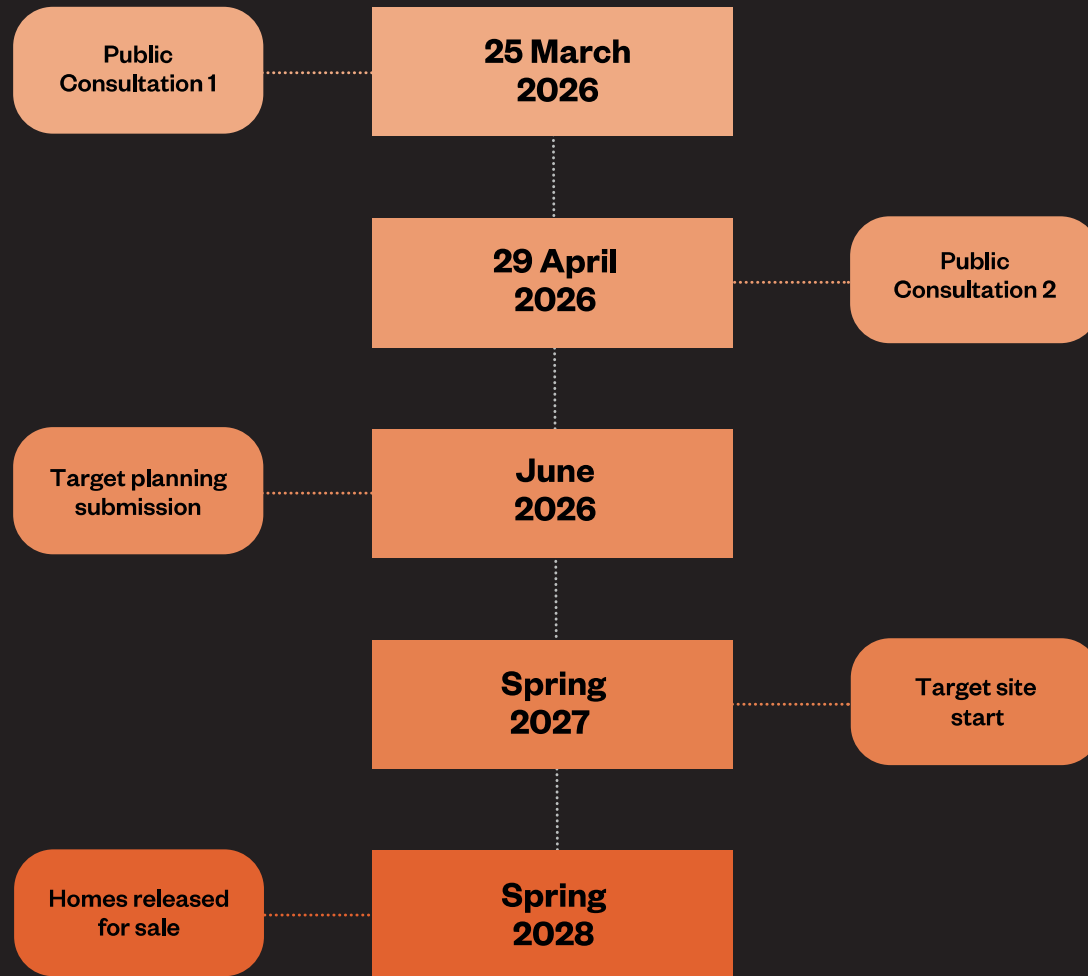 Public
Consultation 1
25 March
2026
29 April
2026
Public
Consultation 2
Target planning
submission
June
2026
Spring
2027
Target site
start
Homes released
for sale
Spring
2028